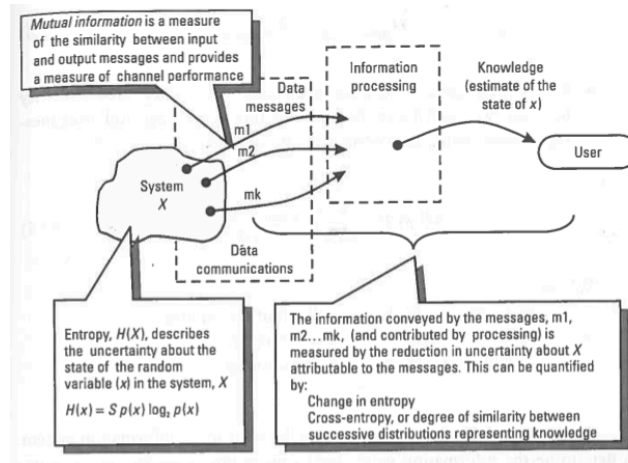 Mutual information is a measure
of the similarity between input
and output messages and provides
a measure of channel performance
Data
messages
Information
processing
Knowledge
(estimate of the
state of x)
m1
m2
mk
System
X
User
Data
communications
Entropy, H(X), describes
the uncertainty about the
state of the random
variable (x) in the system, X
H(x) = S p(x) log₂ p(x)
The information conveyed by the messages, m1,
m2...mk, (and contributed by processing) is
measured by the reduction in uncertainty about X
attributable to the messages. This can be quantified
by:
Change in entropy
Cross-entropy, or degree of similarity between
successive distributions representing knowledge